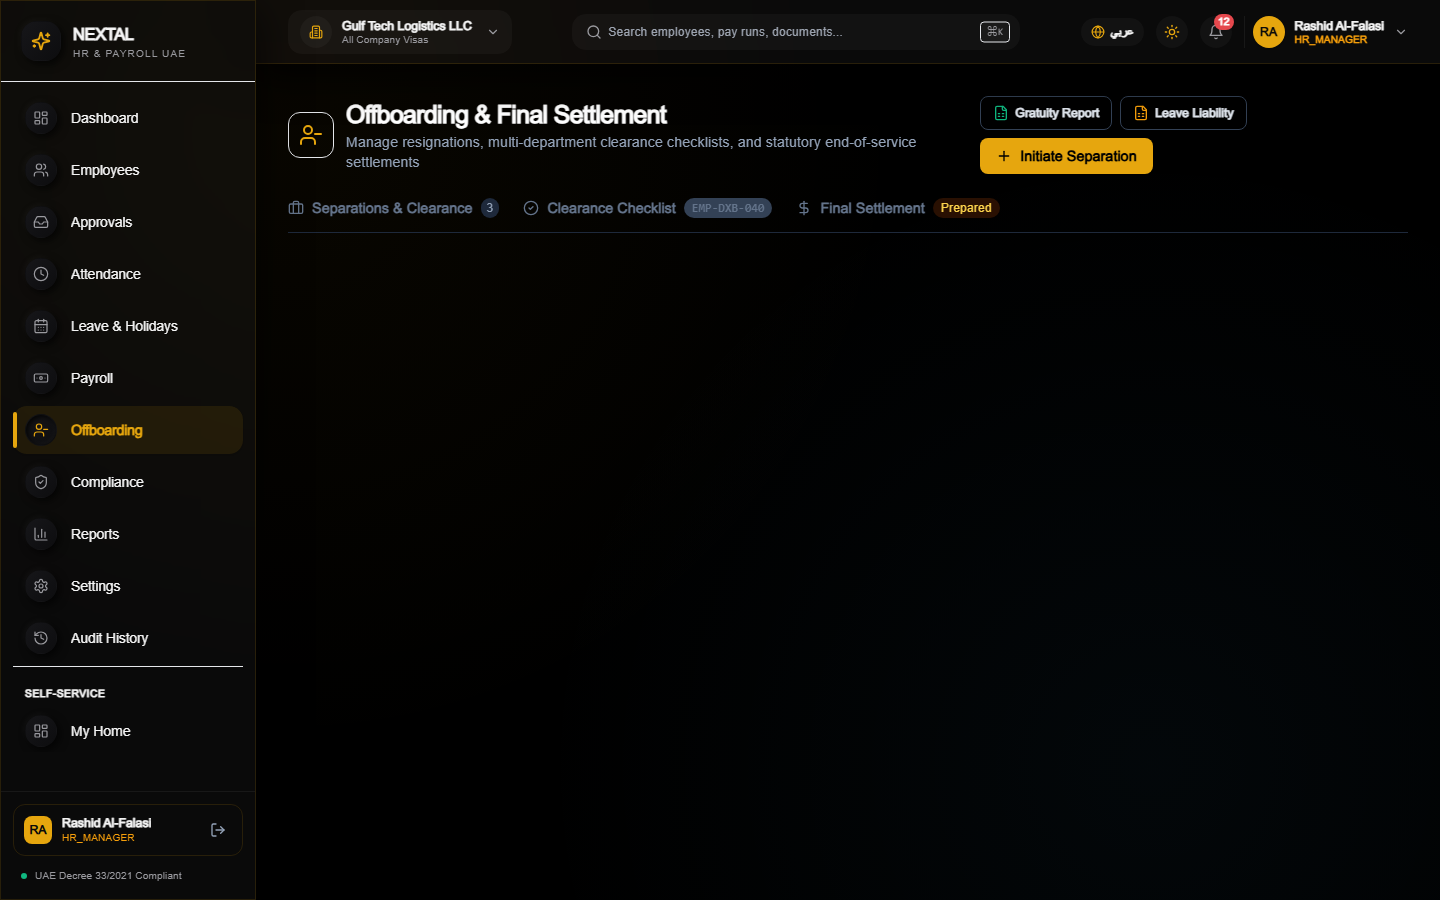 NEXTAL
HR & PAYROLL UAE
Dashboard
Employees
Approvals
Attendance
Leave & Holidays
Payroll
Offboarding
Compliance
Reports
Settings
Audit History
SELF-SERVICE
My Home
RA
Rashid Al-Falasi
HR_MANAGER
UAE Decree 33/2021 Compliant
Gulf Tech Logistics LLC
All Company Visas
Search employees, pay runs, documents...
⌘K
عربي
12
RA
Rashid Al-Falasi
HR_MANAGER
Offboarding & Final Settlement
Manage resignations, multi-department clearance checklists, and statutory end-of-service
settlements
Gratuity Report
Leave Liability
Initiate Separation
Separations & Clearance 3
Clearance Checklist EMP-DXB-040
Final Settlement Prepared